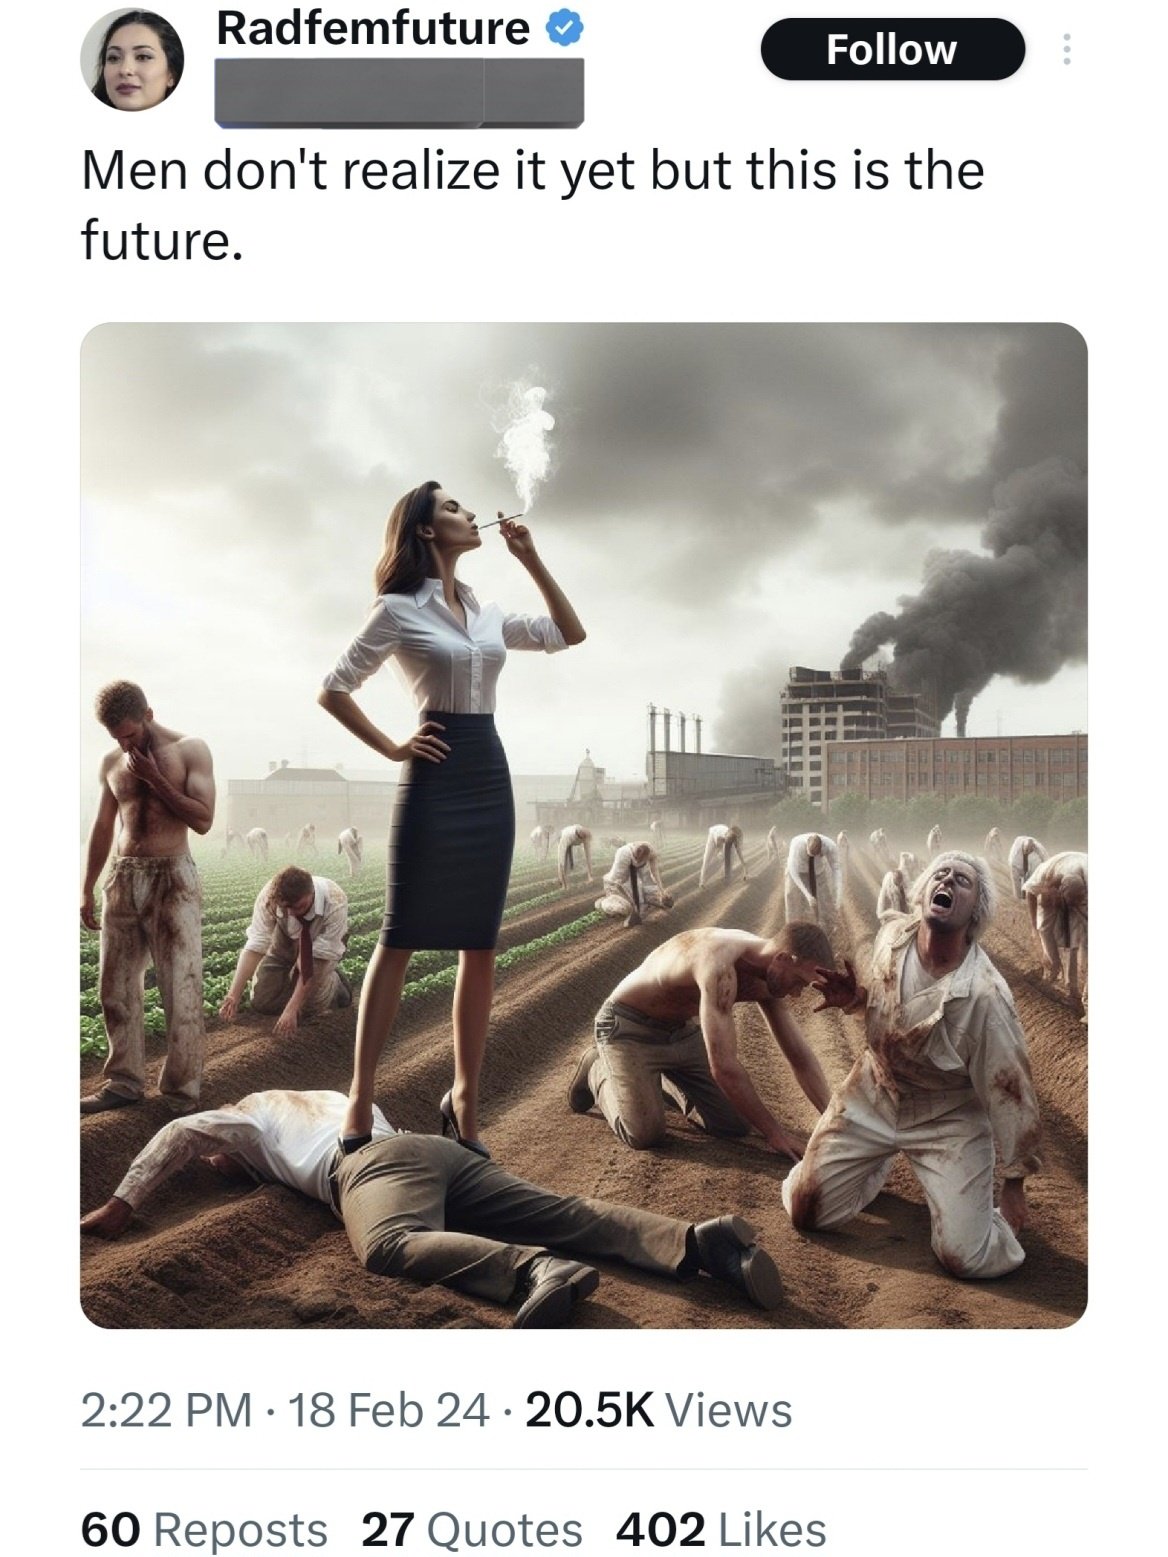 Radfemfuture
Follow
Men don't realize it yet but this is the
future.
2:22 PM · 18 Feb 24 · 20.5K Views
60 Reposts 27 Quotes 402 Likes